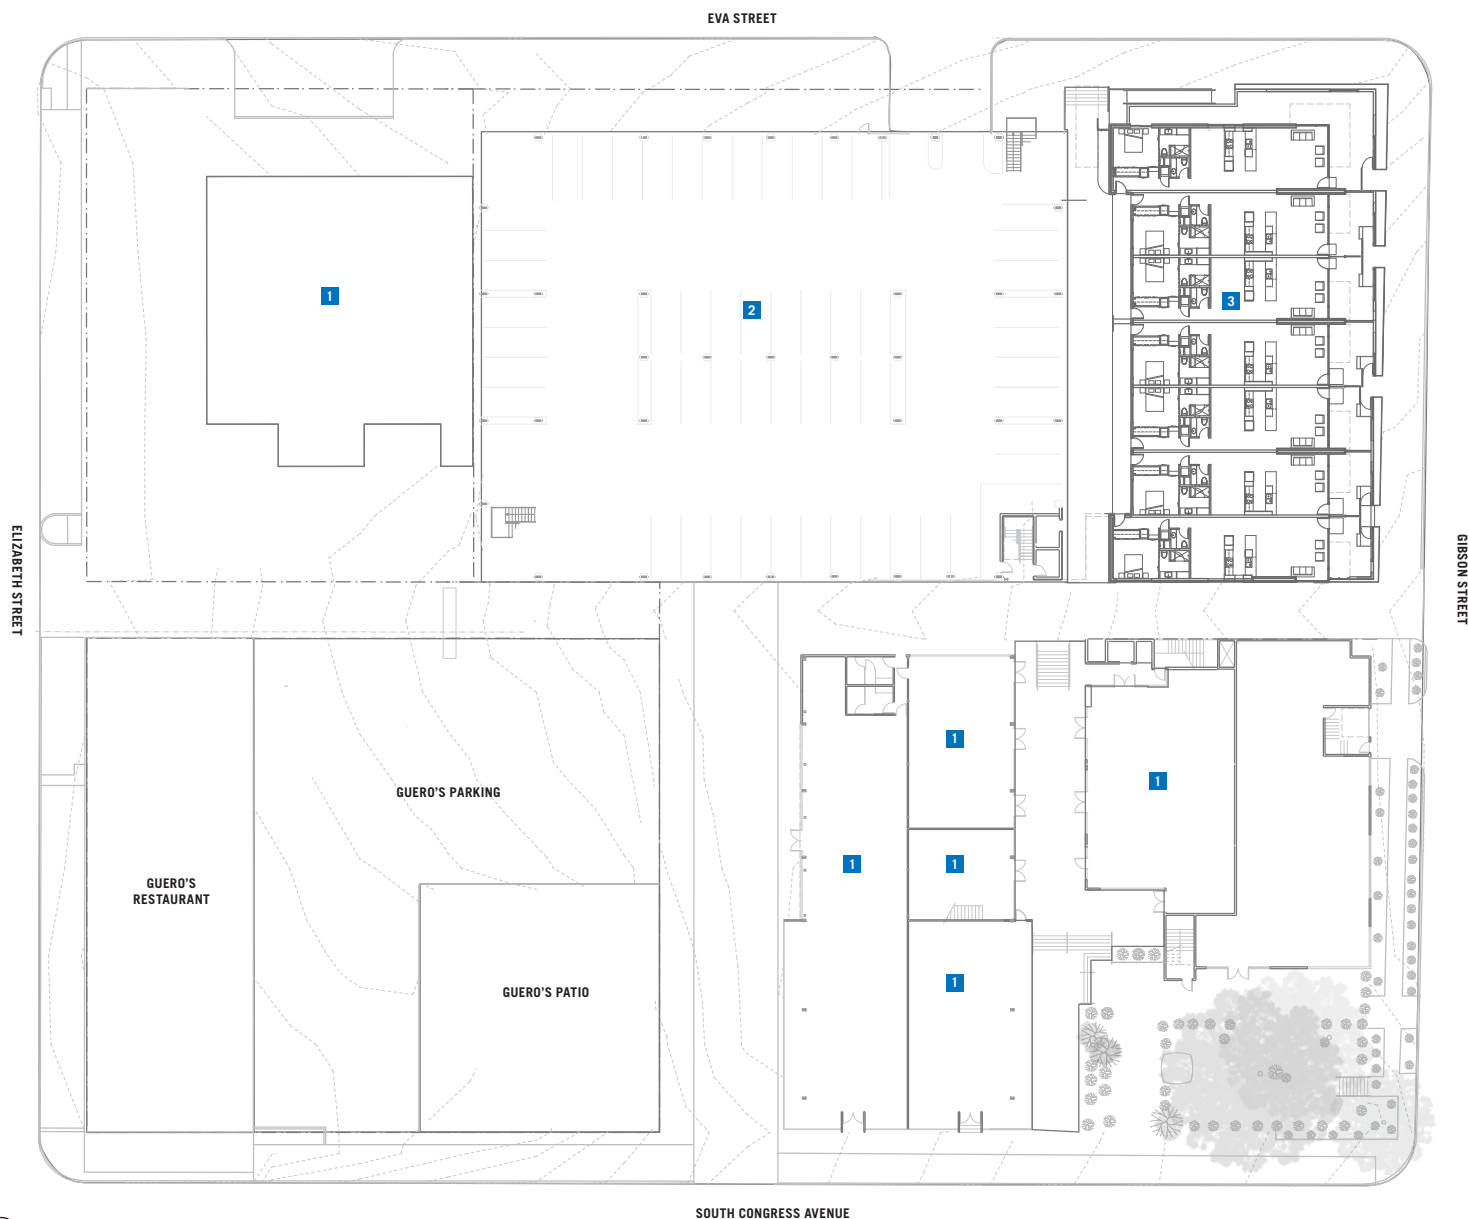 EVA STREET
1
2
3
ELIZABETH STREET
GIBSON STREET
1
1
GUERO'S PARKING
1
1
GUERO'S
RESTAURANT
1
GUERO'S PATIO
SOUTH CONGRESS AVENUE